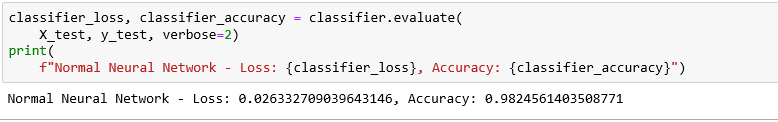 classifier_loss, classifier_accuracy = classifier.evaluate(
    X_test, y_test, verbose=2)
print(
    f"Normal Neural Network - Loss: {classifier_loss}, Accuracy: {classifier_accuracy}")
Normal Neural Network - Loss: 0.026332709039643146, Accuracy: 0.9824561403508771